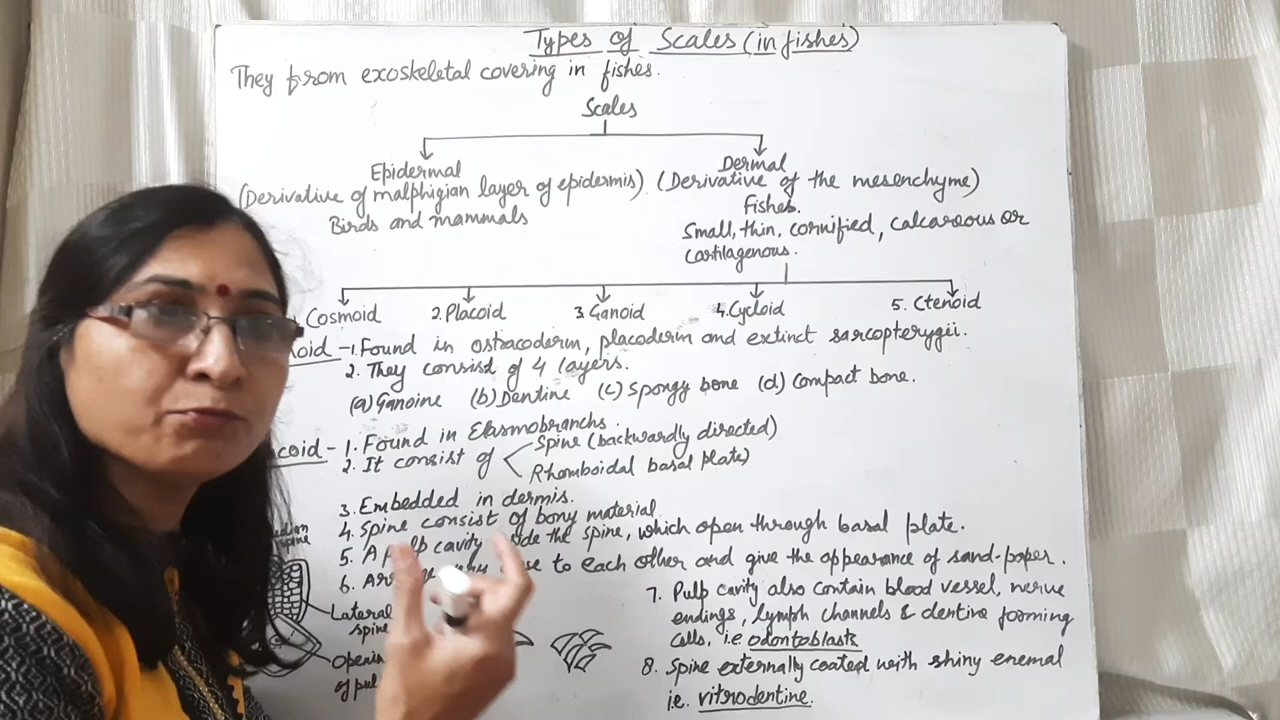 Types of Scales (in fishes)
They from exoskeletal covering in fishes.
Scales
Epidermal
(Derivative of malphigian layer of epidermis)
Birds and mammals
Dermal
(Derivative of the mesenchyme)
Fishes.
Small, thin, cornified, calcareous or
cartilagenous.
Cosmoid 2. Placoid 3. Ganoid 4. Cycloid 5. Ctenoid
oid - 1. Found in ostracoderm, placoderm and extinct sarcopterygii.
2. They consist of 4 layers.
(a) Ganoine (b) Dentine (c) Spongy bone (d) Compact bone.
coid - 1. Found in Elasmobranchs.
2. It consist of Spine (backwardly directed)
Rhomboidal basal plate)
3. Embedded in dermis.
4. Spine consist of bony material
5. A pulp cavity side the spine, which open through basal plate.
6. to each other and give the appearance of sand-paper.
7. Pulp cavity also contain blood vessel, nerve
endings, lymph channels & dentine forming
cells, i.e odontoblasts
8. Spine externally coated with shiny enemal
i.e. vitrodentine.
spine
Lateral
spine